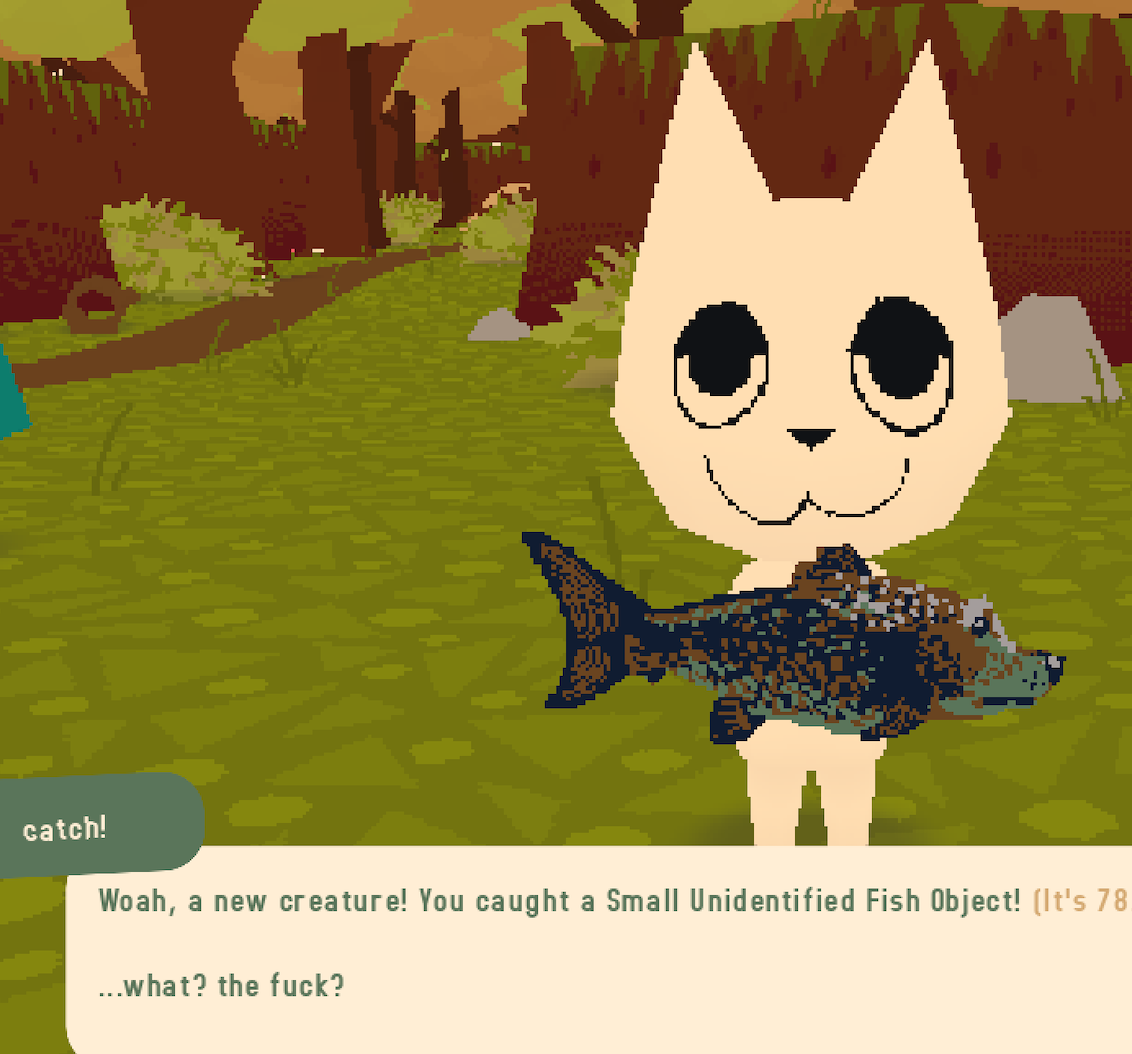 catch!
Woah, a new creature! You caught a Small Unidentified Fish Object! (It's 78
...what? the fuck?